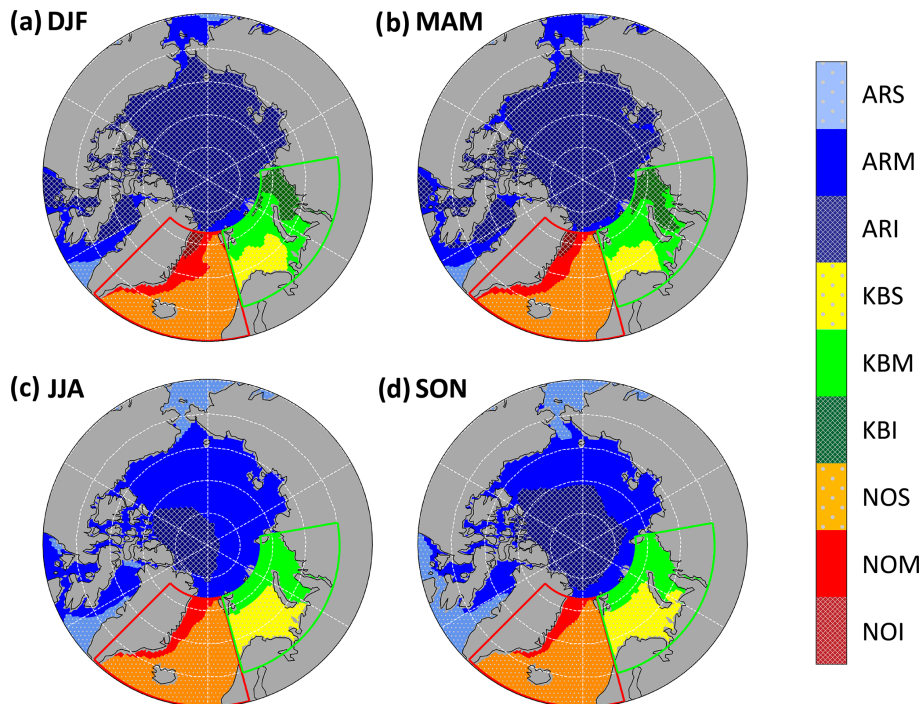 (a) DJF
(b) MAM
(c) JJA
(d) SON
ARS
ARM
ARI
KBS
KBM
KBI
NOS
NOM
NOI